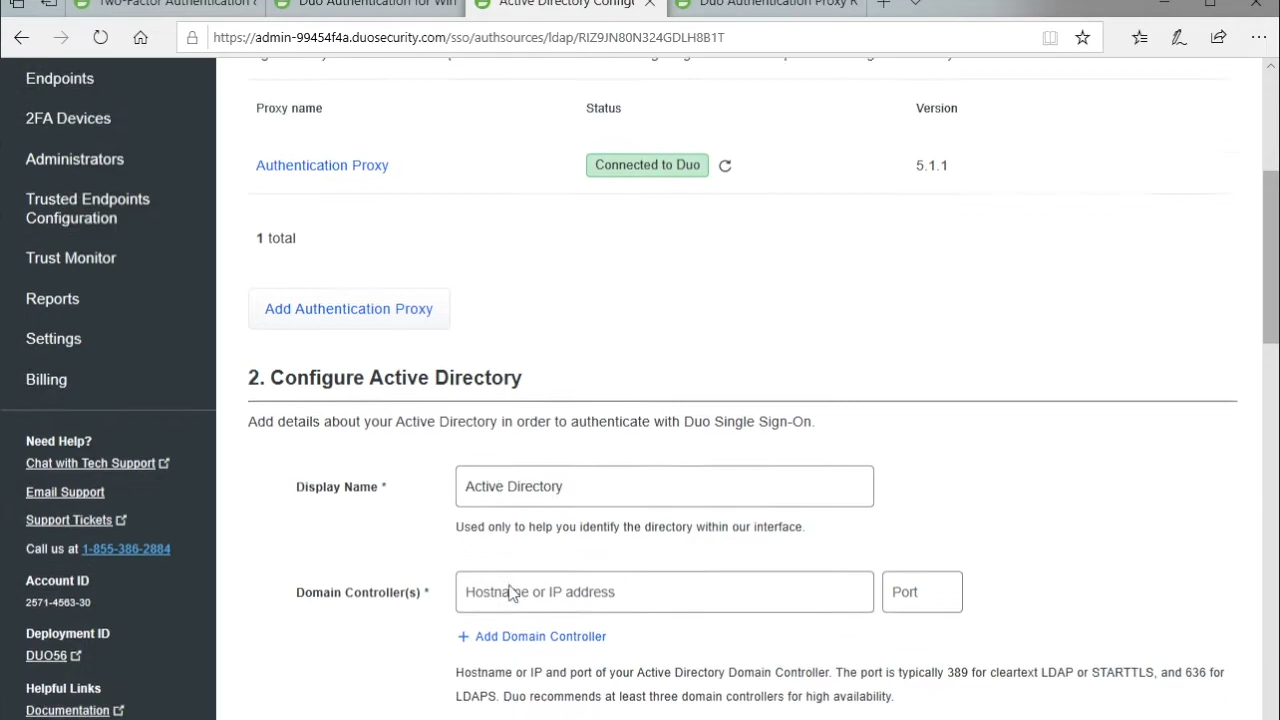 Two-Factor Authentication
Duo Authentication for Win
Active Directory Config
Duo Authentication Proxy R
https://admin-99454f4a.duosecurity.com/sso/authsources/ldap/RIZ9JN80N324GDLH8B1T
Endpoints
2FA Devices
Administrators
Trusted Endpoints
Configuration
Trust Monitor
Reports
Settings
Billing
Need Help?
Chat with Tech Support
Email Support
Support Tickets
Call us at 1-855-386-2884
Account ID
2571-4563-30
Deployment ID
DUO56
Helpful Links
Documentation
Proxy name Status Version
Authentication Proxy Connected to Duo 5.1.1
1 total
Add Authentication Proxy
2. Configure Active Directory
Add details about your Active Directory in order to authenticate with Duo Single Sign-On.
Display Name * Active Directory
Used only to help you identify the directory within our interface.
Domain Controller(s) * Hostname or IP address Port
+ Add Domain Controller
Hostname or IP and port of your Active Directory Domain Controller. The port is typically 389 for cleartext LDAP or STARTTLS, and 636 for
LDAPS. Duo recommends at least three domain controllers for high availability.